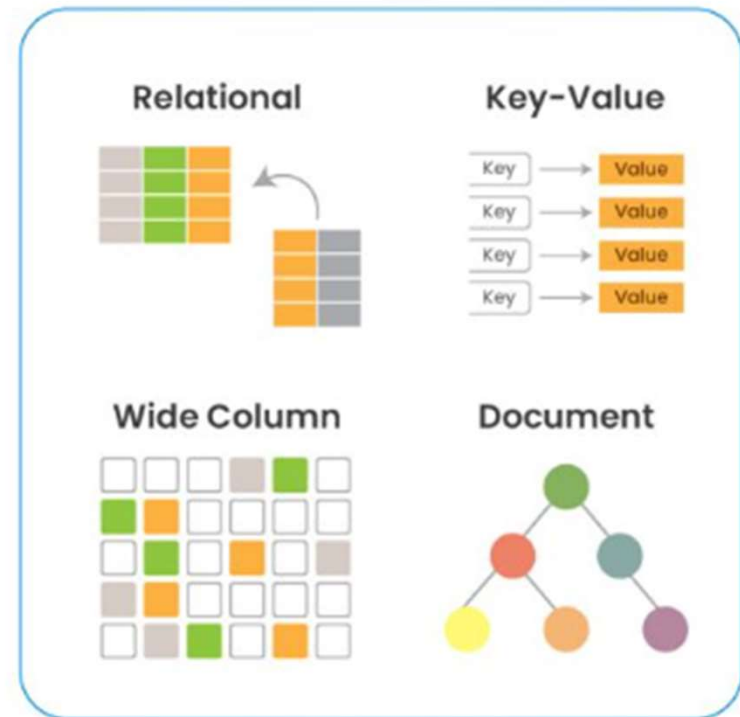 Relational
Key-Value
Key Value
Key Value
Key Value
Key Value
Wide Column
Document